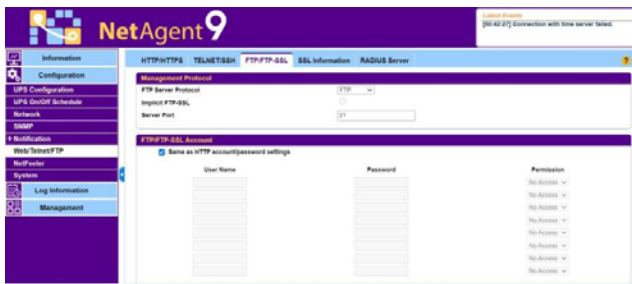 NetAgent 9
Latest Events
[00:42:27] Connection with time server failed.
Information
Configuration
UPS Configuration
UPS On/Off Schedule
Network
SNMP
+ Notification
Web/Telnet/FTP
NetFeeler
System
Log Information
Management
HTTP/HTTPS TELNET/SSH FTP/FTP-SSL SSL Information RADIUS Server ?
Management Protocol
FTP Server Protocol FTP
Implicit FTP-SSL
Server Port 21
FTP/FTP-SSL Account
Same as HTTP account/password settings
User Name Password Permission
No Access
No Access
No Access
No Access
No Access
No Access
No Access
No Access